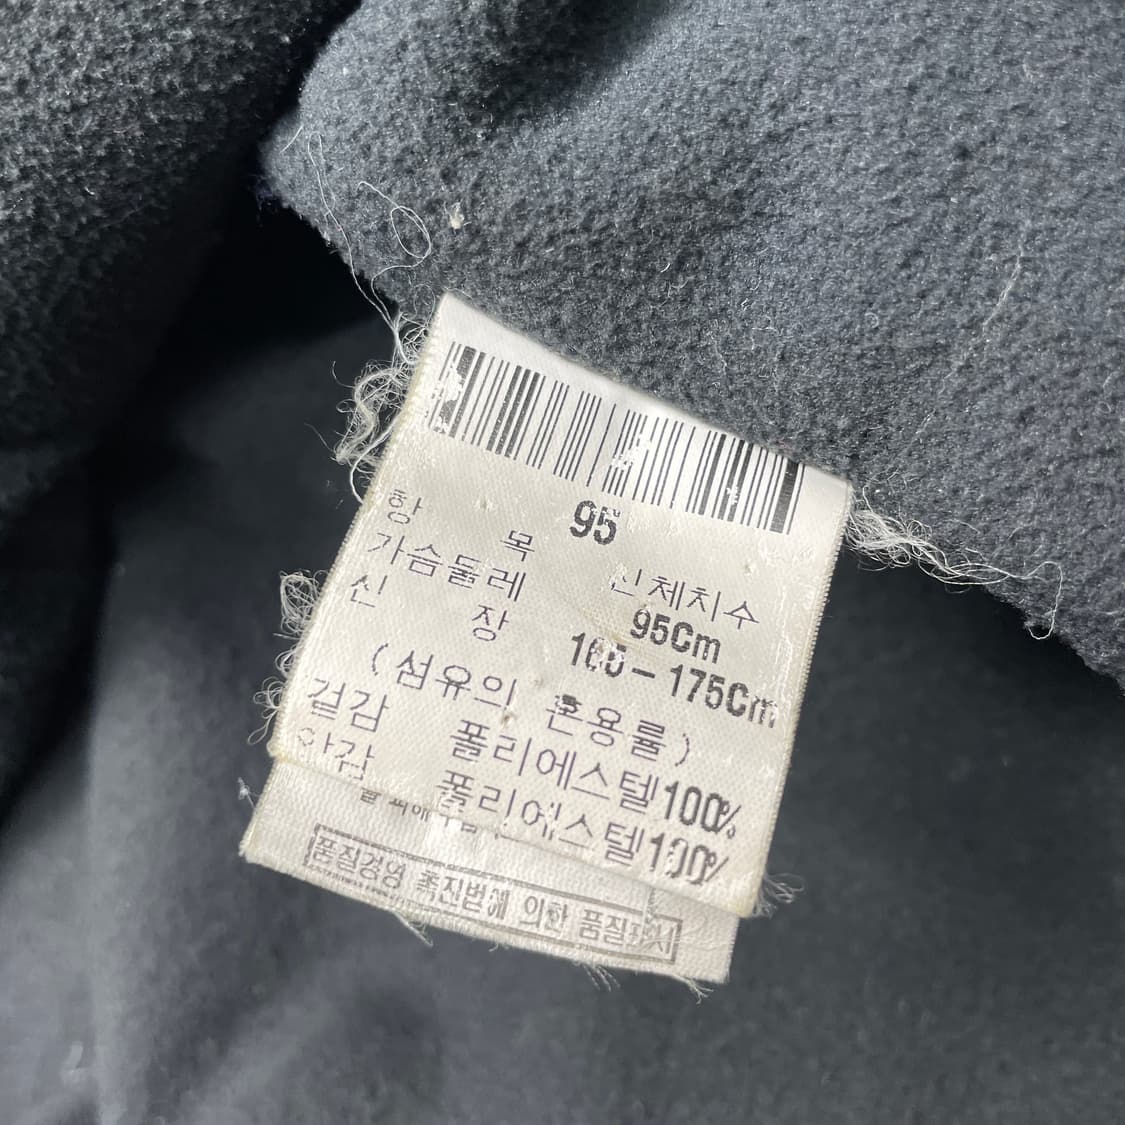 95
항 목 신체치수
가슴둘레 95Cm
신 장 165-175Cm
(섬유의 혼용률)
겉감 폴리에스텔100%
안감 폴리에스텔100%
품질경영 촉진법에 의한 품질표시